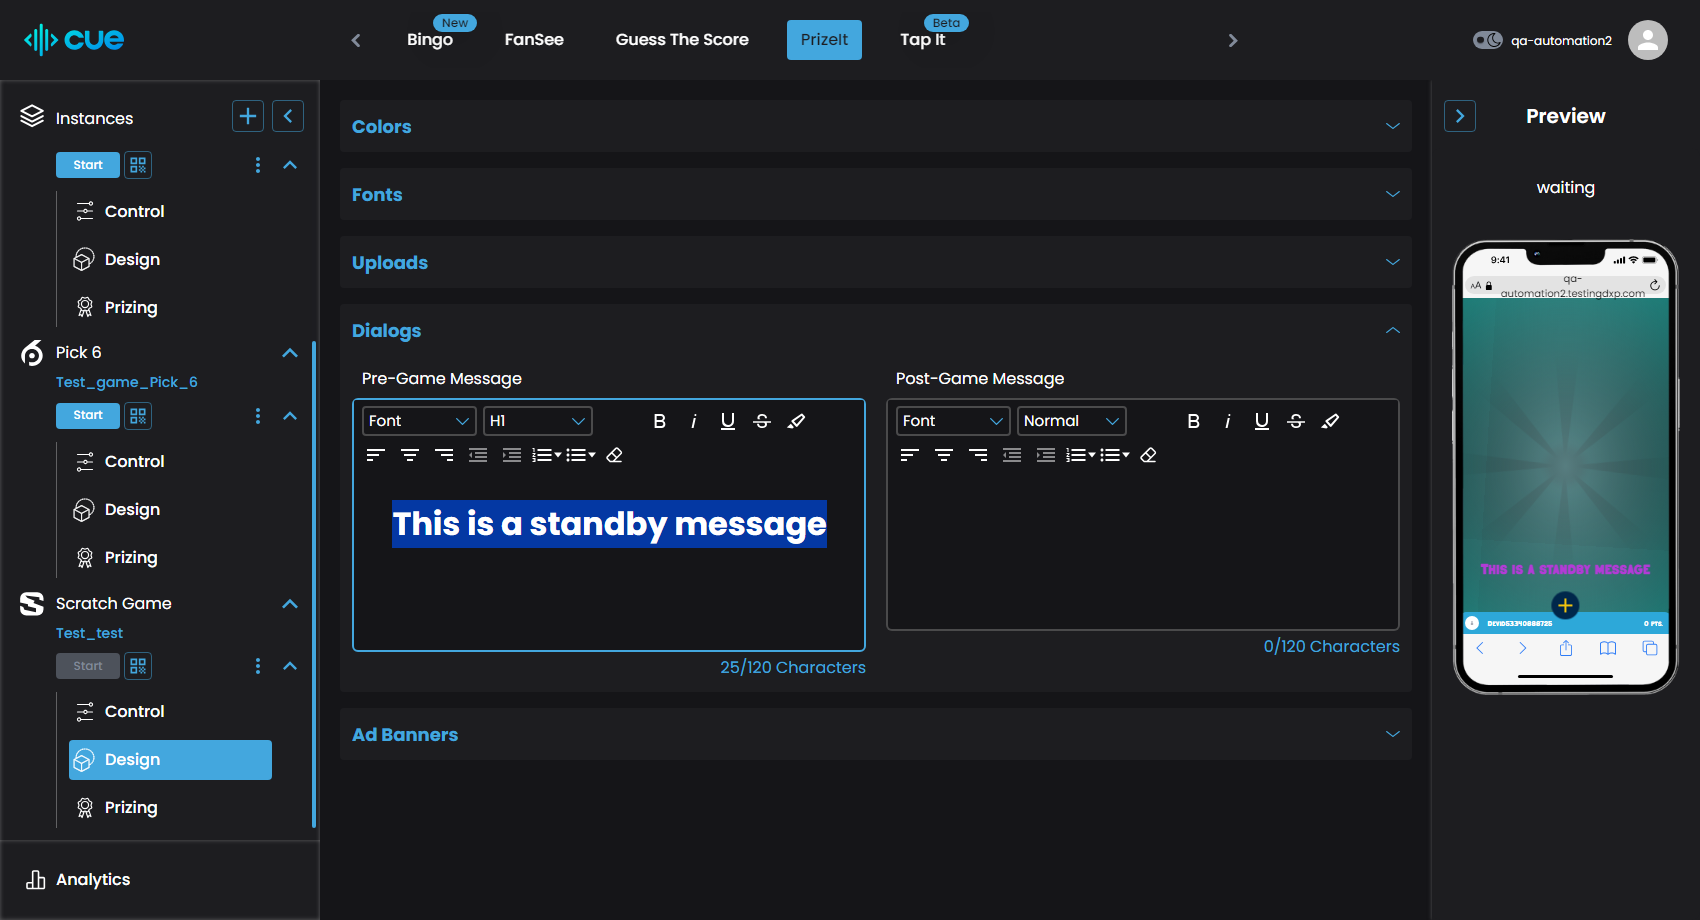 cue
Bingo
New
FanSee
Guess The Score
PrizeIt
Tap It
Beta
qa-automation2
Instances
Start
Control
Design
Prizing
Pick 6
Test_game_Pick_6
Start
Control
Design
Prizing
Scratch Game
Test_test
Start
Control
Design
Prizing
Analytics
Colors
Fonts
Uploads
Dialogs
Pre-Game Message
Font
H1
B
i
U
S
This is a standby message
25/120 Characters
Post-Game Message
Font
Normal
B
i
U
S
0/120 Characters
Ad Banners
Preview
waiting
9:41
AA
qa-
automation2.testingdxp.com
This is a standby message
0 PTS.